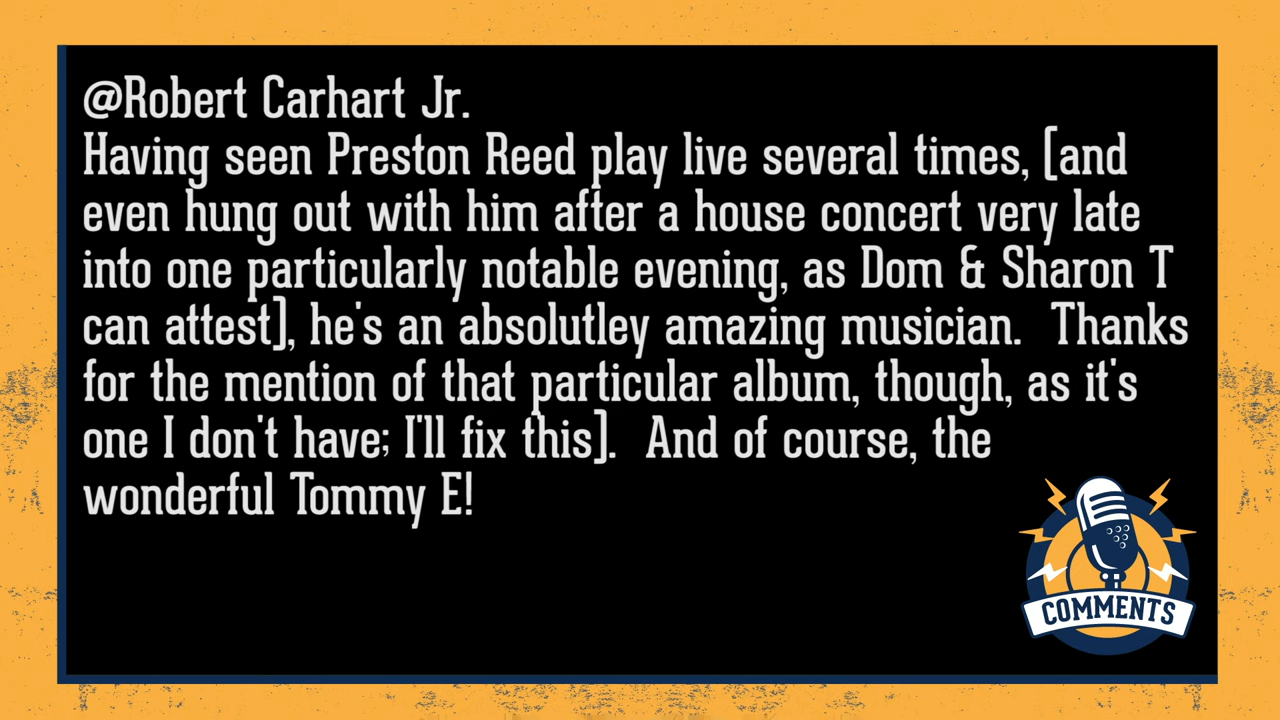 @Robert Carhart Jr.
Having seen Preston Reed play live several times, [and
even hung out with him after a house concert very late
into one particularly notable evening, as Dom & Sharon T
can attest], he's an absolutley amazing musician.  Thanks
for the mention of that particular album, though, as it's
one I don't have; I'll fix this].  And of course, the
wonderful Tommy E!
COMMENTS